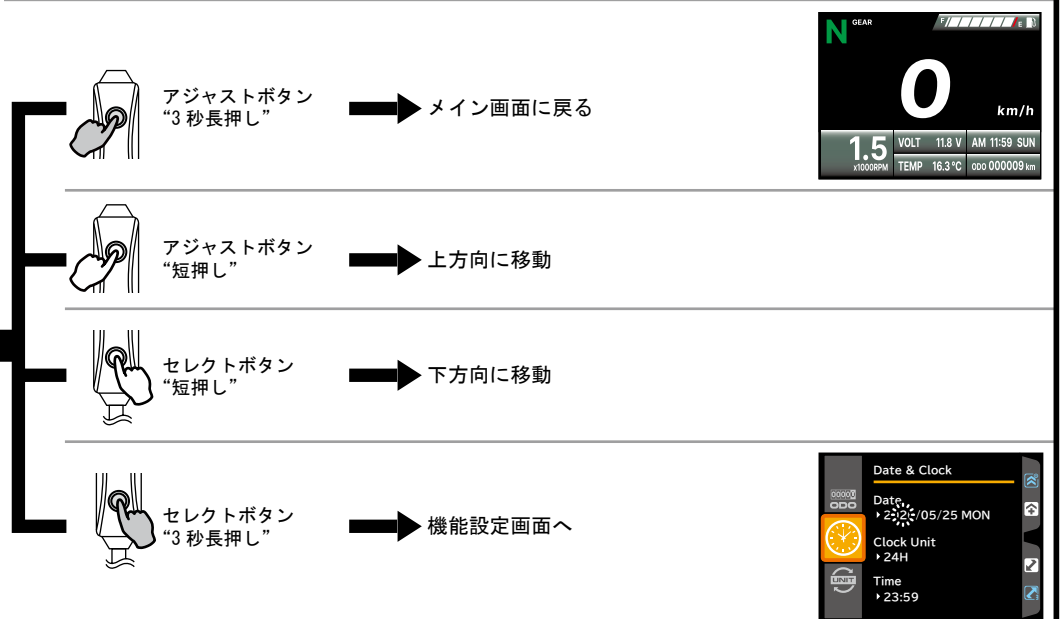 アジャストボタン
“3 秒長押し”
メイン画面に戻る
N GEAR
F E
0
km/h
1.5
x1000RPM
VOLT 11.8 V
AM 11:59 SUN
TEMP 16.3 °C
ODO 000009 km
アジャストボタン
“短押し”
上方向に移動
セレクトボタン
“短押し”
下方向に移動
セレクトボタン
“3 秒長押し”
機能設定画面へ
00000
ODO
UNIT
Date & Clock
Date
2020/05/25 MON
Clock Unit
24H
Time
23:59